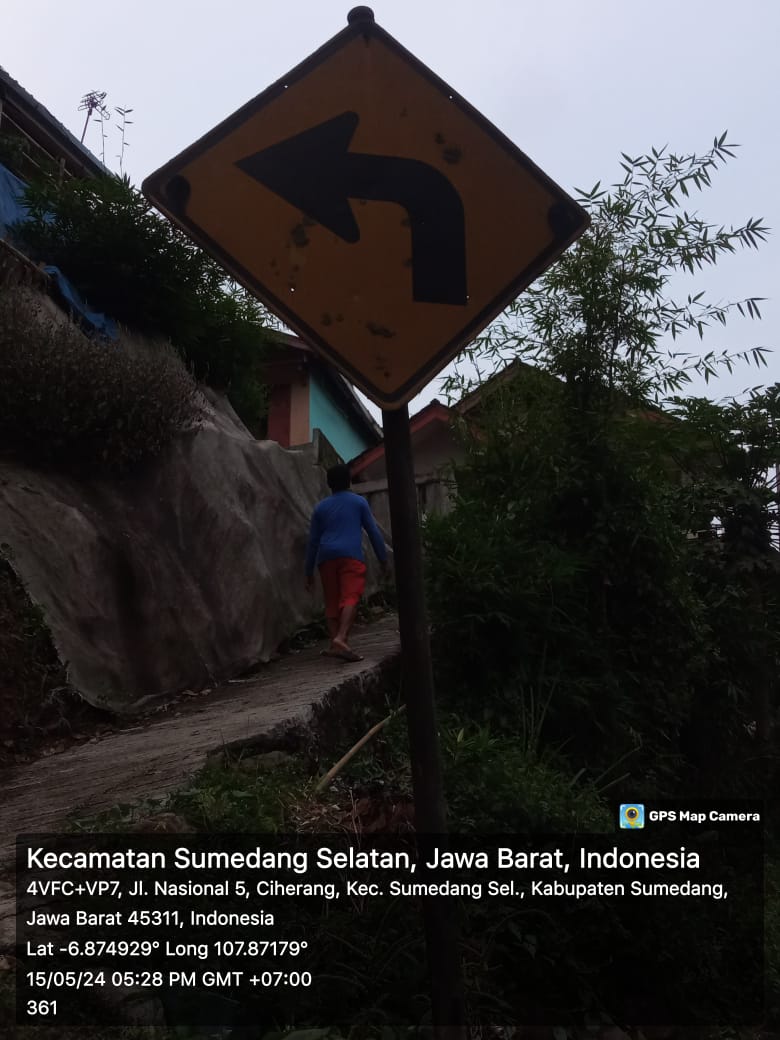 GPS Map Camera
Kecamatan Sumedang Selatan, Jawa Barat, Indonesia
4VFC+VP7, Jl. Nasional 5, Ciherang, Kec. Sumedang Sel., Kabupaten Sumedang,
Jawa Barat 45311, Indonesia
Lat -6.874929° Long 107.87179°
15/05/24 05:28 PM GMT +07:00
361